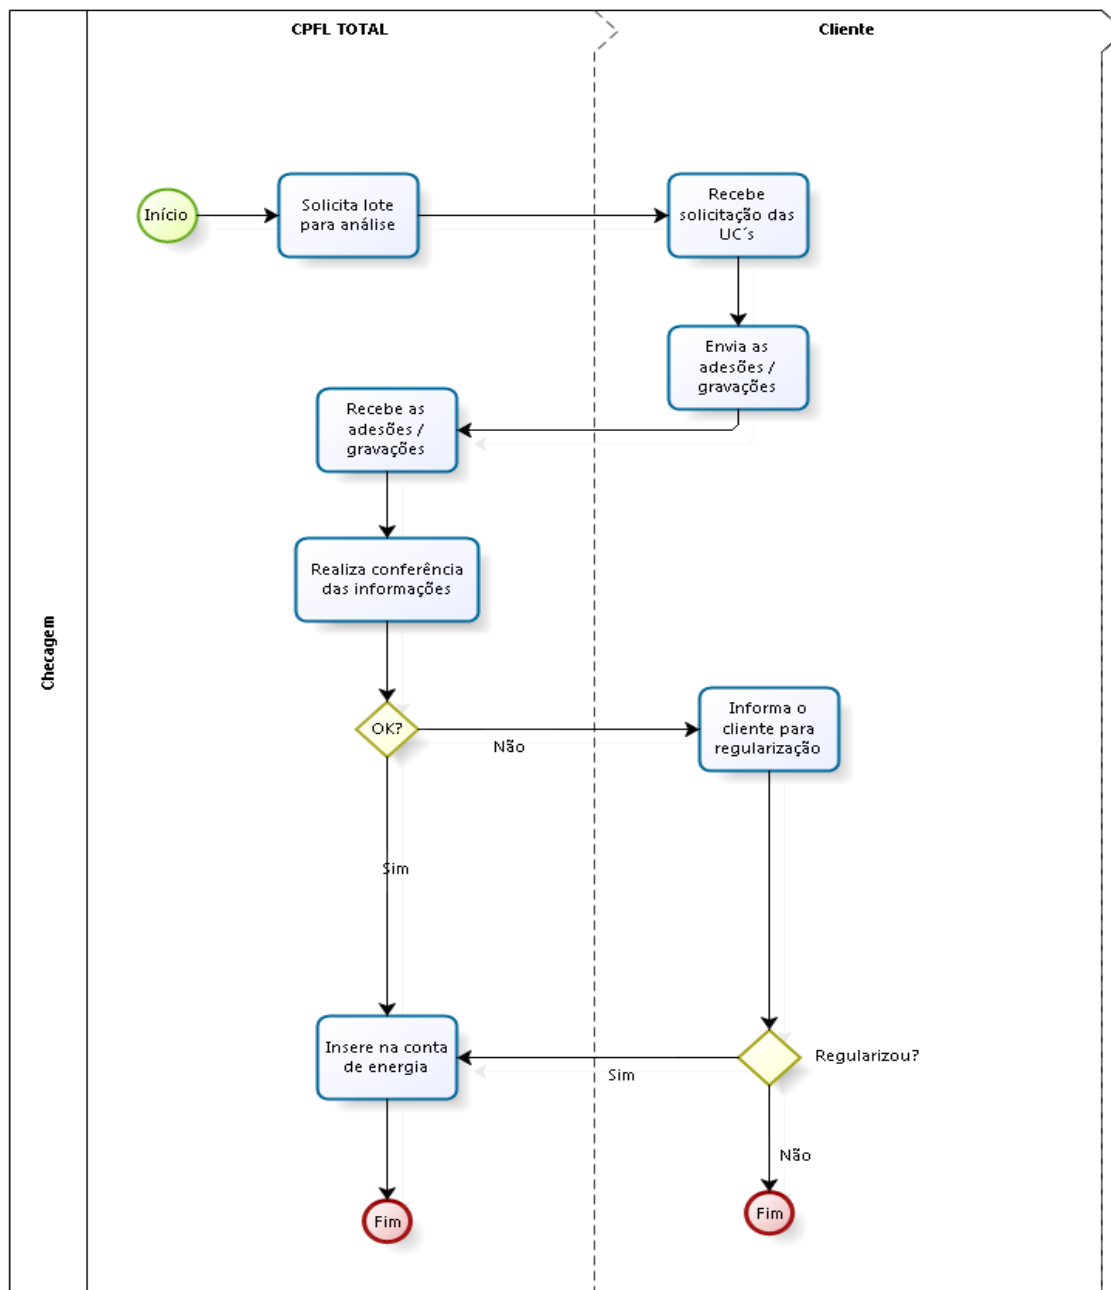 CPFL TOTAL
Cliente
Checagem
Início
Solicita lote
para análise
Recebe
solicitação das
UC´s
Envia as
adesões /
gravações
Recebe as
adesões /
gravações
Realiza conferência
das informações
OK?
Não
Informa o
cliente para
regularização
Sim
Insere na conta
de energia
Sim
Regularizou?
Não
Fim
Fim